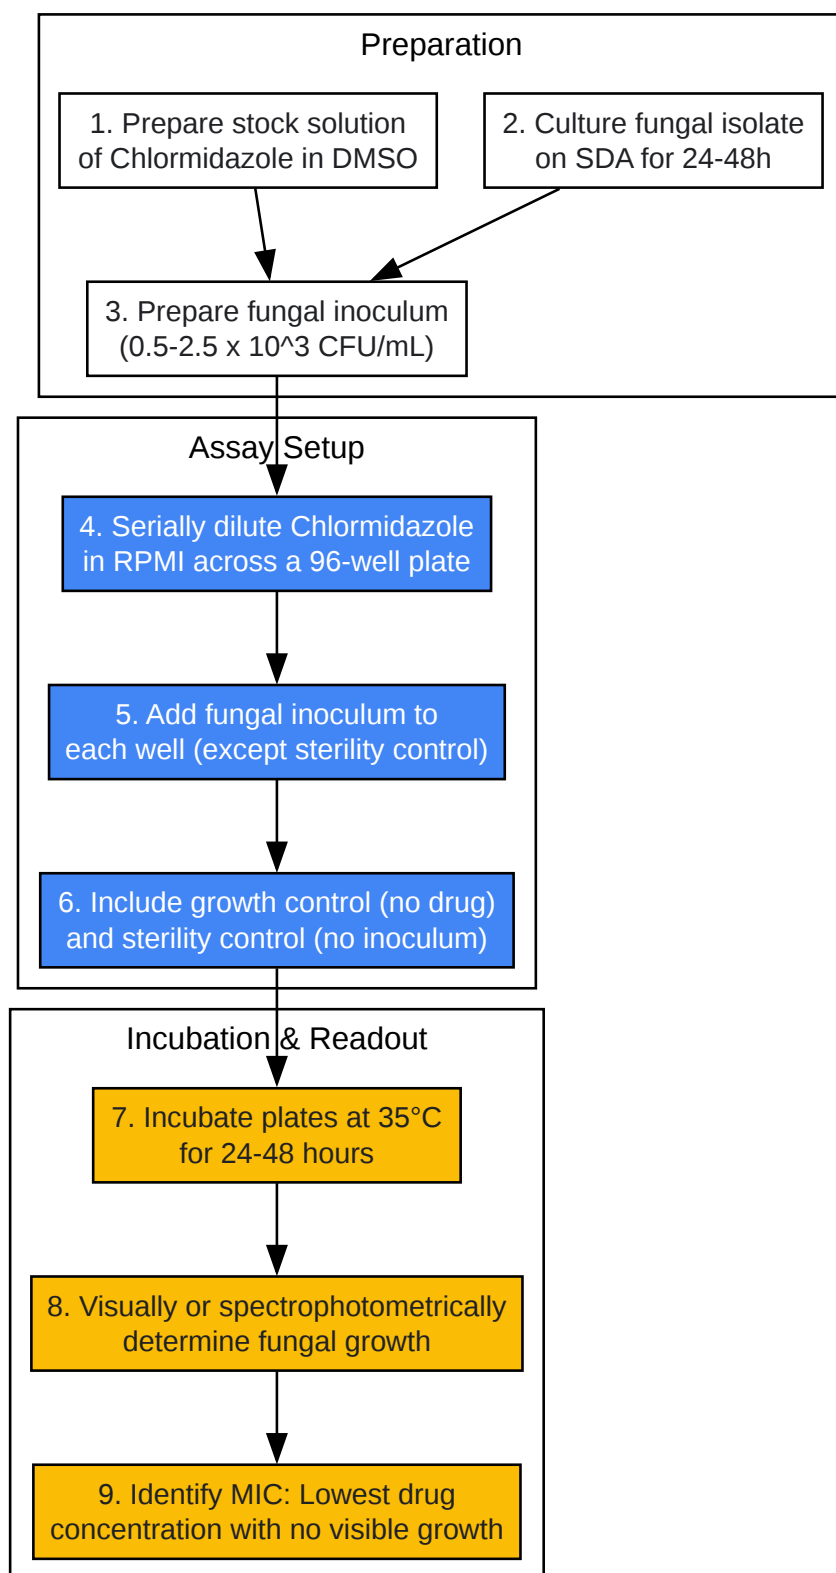 Preparation
1. Prepare stock solution
of Chlormidazole in DMSO
2. Culture fungal isolate
on SDA for 24-48h
3. Prepare fungal inoculum
(0.5-2.5 x 10^3 CFU/mL)
Assay Setup
4. Serially dilute Chlormidazole
in RPMI across a 96-well plate
5. Add fungal inoculum to
each well (except sterility control)
6. Include growth control (no drug)
and sterility control (no inoculum)
Incubation & Readout
7. Incubate plates at 35°C
for 24-48 hours
8. Visually or spectrophotometrically
determine fungal growth
9. Identify MIC: Lowest drug
concentration with no visible growth